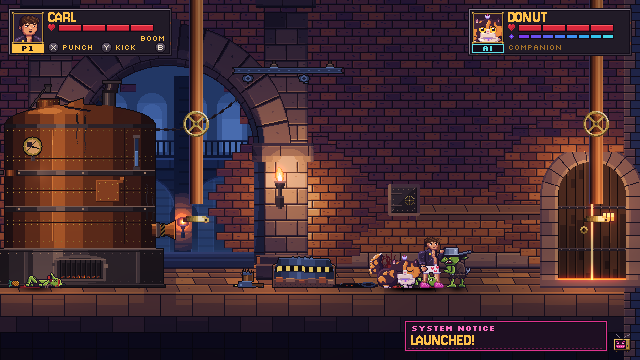 CARL
P1
X PUNCH Y KICK
BOOM
B
DONUT
AI
COMPANION
SYSTEM NOTICE
LAUNCHED!